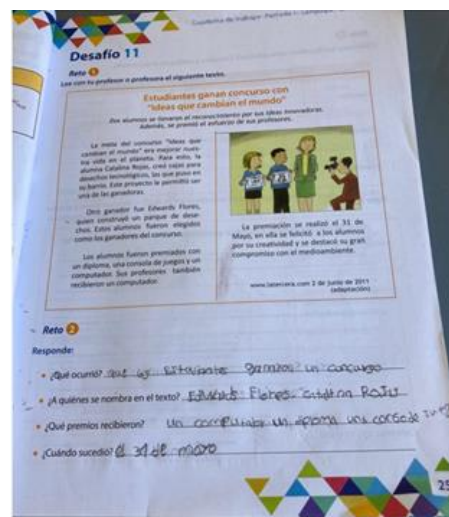 Cuaderno de trabajo
Desafío 11
Reto 1
Lee con tu profesor o profesora el siguiente texto.
Estudiantes ganan concurso con
"Ideas que cambian el mundo"
Dos alumnos se llevaron el reconocimiento por sus ideas innovadoras.
Además, se premió el esfuerzo de sus profesores.
La meta del concurso "Ideas que
cambian el mundo" era mejorar nues-
tra vida en el planeta. Para esto, la
alumna Catalina Rojas, creó cajas para
desechos tecnológicos, las que puso en
su barrio. Este proyecto le permitió ser
una de las ganadoras.
Otro ganador fue Edwards Flores,
quien construyó un parque de dese-
chos. Estos alumnos fueron elegidos
como los ganadores del concurso.
Los alumnos fueron premiados con
un diploma, una consola de juegos y un
computador. Sus profesores también
recibieron un computador.
La premiación se realizó el 31 de
Mayo, en ella se felicitó a los alumnos
por su creatividad y se destacó su gran
compromiso con el medioambiente.
www.latercera.com 2 de junio de 2011
(adaptación)
Reto 2
Responde:
• ¿Qué ocurrió? que los Estudiante ganaron un concurso
• ¿A quiénes se nombra en el texto? Edwards Flores
• ¿Qué premios recibieron? un computador un diploma una
• ¿Cuándo sucedió? el 31 de mayo
25